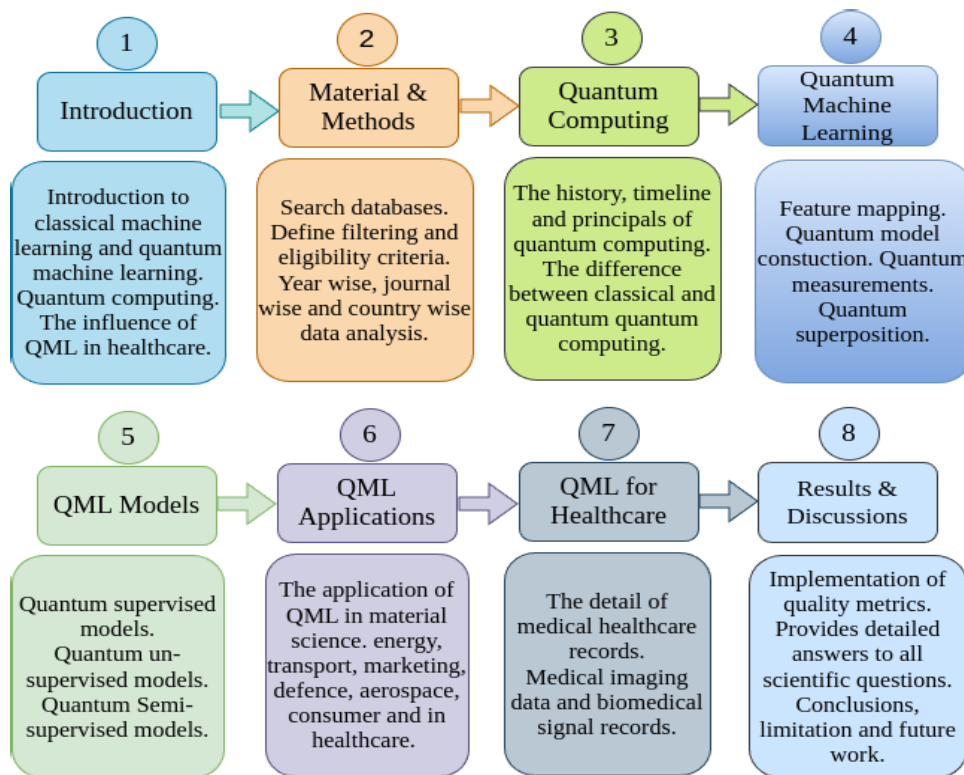 1
Introduction
Introduction to
classical machine
learning and quantum
machine learning.
Quantum computing.
The influence of
QML in healthcare.
2
Material &
Methods
Search databases.
Define filtering and
eligibility criteria.
Year wise, journal
wise and country wise
data analysis.
3
Quantum
Computing
The history, timeline
and principals of
quantum computing.
The difference
between classical and
quantum quantum
computing.
4
Quantum
Machine
Learning
Feature mapping.
Quantum model
constuction. Quantum
measurements.
Quantum
superposition.
5
QML Models
Quantum supervised
models.
Quantum un-
supervised models.
Quantum Semi-
supervised models.
6
QML
Applications
The application of
QML in material
science. energy,
transport, marketing,
defence, aerospace,
consumer and in
healthcare.
7
QML for
Healthcare
The detail of
medical healthcare
records.
Medical imaging
data and biomedical
signal records.
8
Results &
Discussions
Implementation of
quality metrics.
Provides detailed
answers to all
scientific questions.
Conclusions,
limitation and future
work.